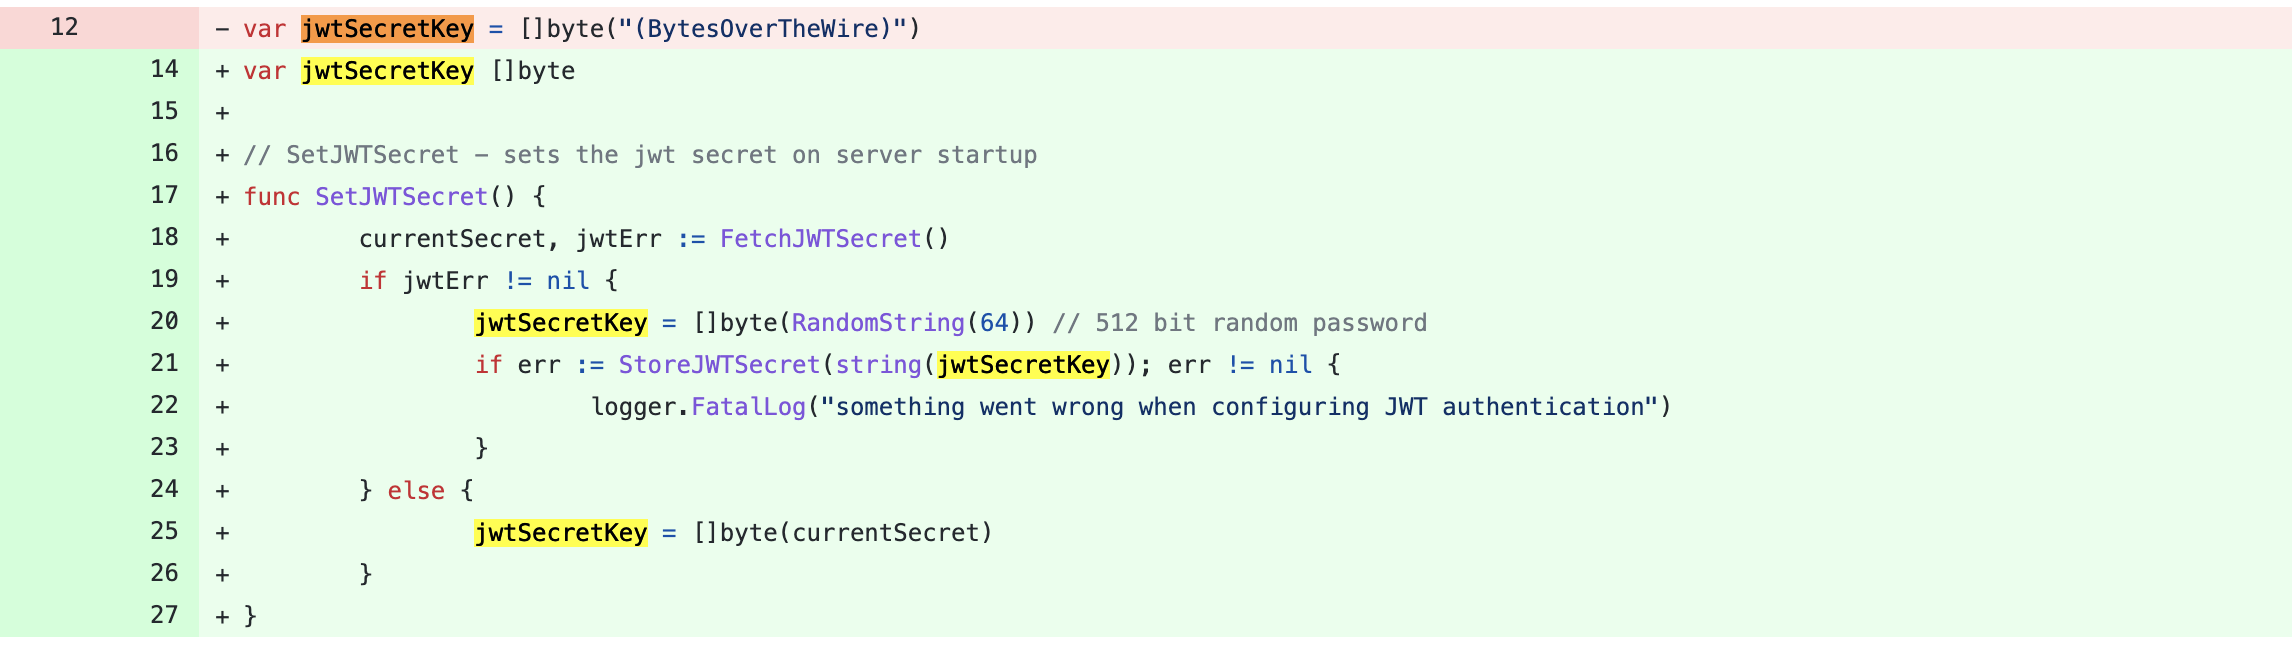 12 - var jwtSecretKey = []byte("(BytesOverTheWire)")
14 + var jwtSecretKey []byte
15 +
16 + // SetJWTSecret - sets the jwt secret on server startup
17 + func SetJWTSecret() {
18 + currentSecret, jwtErr := FetchJWTSecret()
19 + if jwtErr != nil {
20 + jwtSecretKey = []byte(RandomString(64)) // 512 bit random password
21 + if err := StoreJWTSecret(string(jwtSecretKey)); err != nil {
22 + logger.FatalLog("something went wrong when configuring JWT authentication")
23 + }
24 + } else {
25 + jwtSecretKey = []byte(currentSecret)
26 + }
27 + }